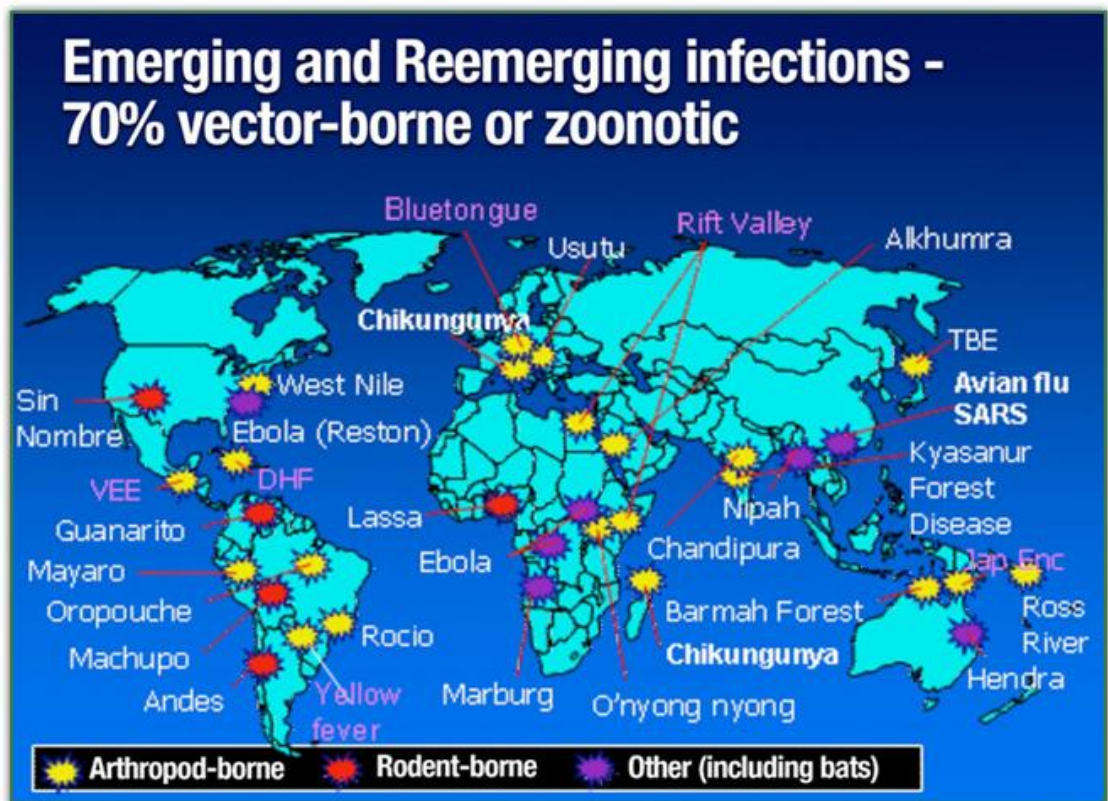 Emerging and Reemerging infections -
70% vector-borne or zoonotic
Bluetongue
Rift Valley
Usutu
Alkhumra
Chikungunya
TBE
West Nile
Avian flu
SARS
Sin
Nombre
Ebola (Reston)
Kyasanur
Forest
Disease
VEE
DHF
Guanarito
Lassa
Nipah
Chandipura
Ebola
Mayaro
Jap Enc
Oropouche
Barmah Forest
Ross
River
Rocio
Machupo
Chikungunya
Hendra
Andes
Yellow
fever
Marburg
O'nyong nyong
Arthropod-borne
Rodent-borne
Other (including bats)